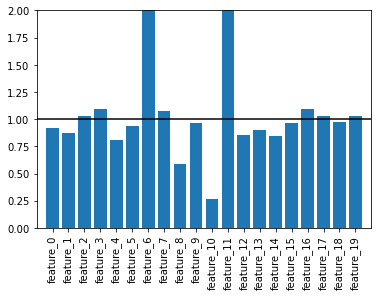 2.00
1.75
1.50
1.25
1.00
0.75
0.50
0.25
0.00
feature_0
feature_1
feature_2
feature_3
feature_4
feature_5
feature_6
feature_7
feature_8
feature_9
feature_10
feature_11
feature_12
feature_13
feature_14
feature_15
feature_16
feature_17
feature_18
feature_19